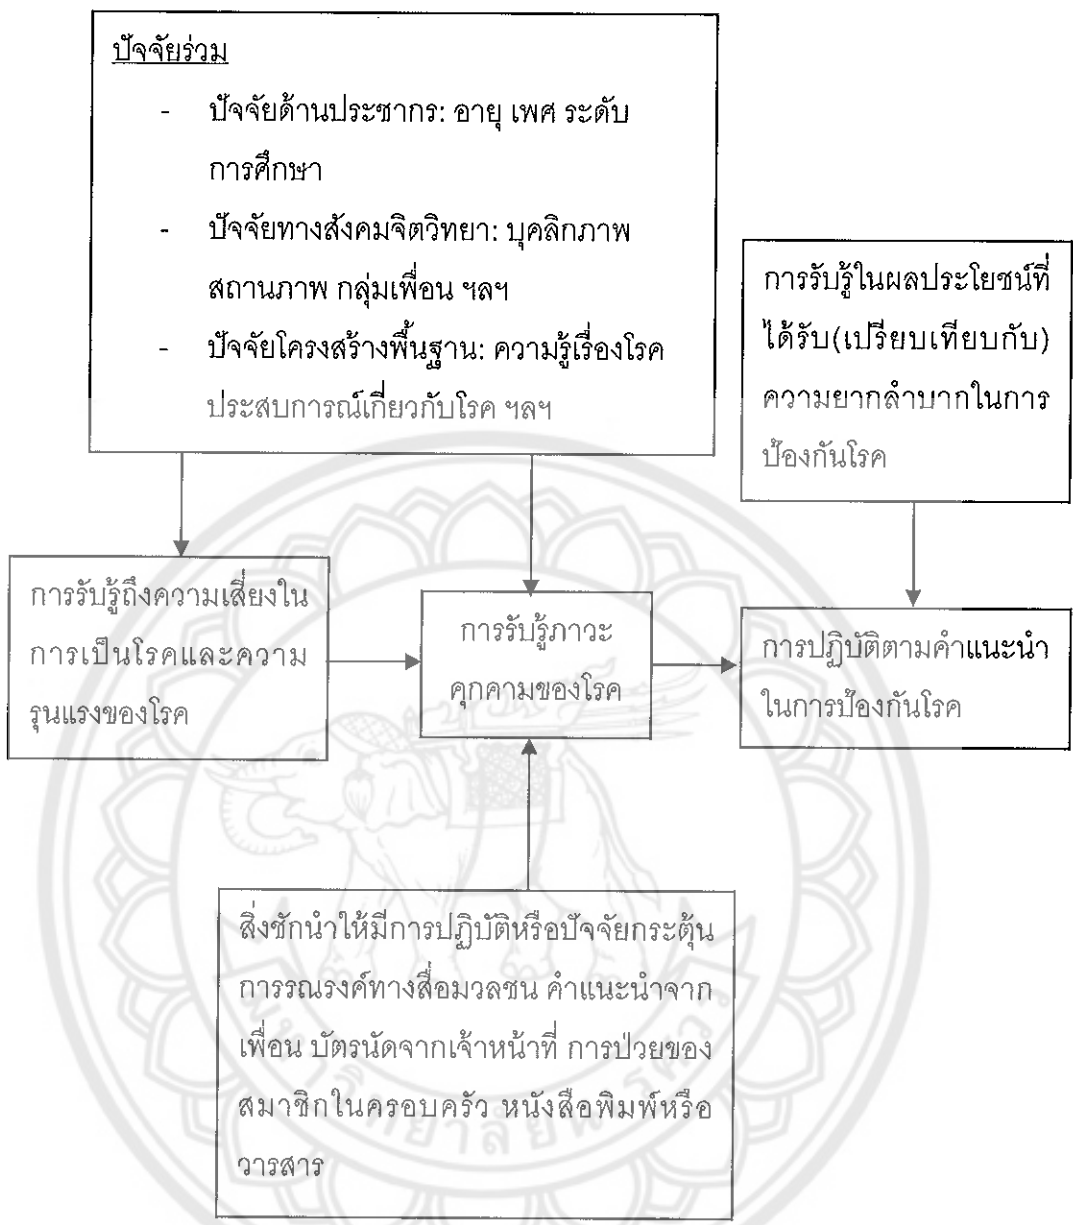 ปัจจัยร่วม
- ปัจจัยด้านประชากร: อายุ เพศ ระดับ
การศึกษา
- ปัจจัยทางสังคมจิตวิทยา: บุคลิกภาพ
สถานภาพ กลุ่มเพื่อน ฯลฯ
- ปัจจัยโครงสร้างพื้นฐาน: ความรู้เรื่องโรค
ประสบการณ์เกี่ยวกับโรค ฯลฯ
การรับรู้ในผลประโยชน์ที่
ได้รับ(เปรียบเทียบกับ)
ความยากลำบากในการ
ป้องกันโรค
การรับรู้ถึงความเสี่ยงใน
การเป็นโรคและความ
รุนแรงของโรค
การรับรู้ภาวะ
คุกคามของโรค
การปฏิบัติตามคำแนะนำ
ในการป้องกันโรค
สิ่งชักนำให้มีการปฏิบัติหรือปัจจัยกระตุ้น
การรณรงค์ทางสื่อมวลชน คำแนะนำจาก
เพื่อน บัตรนัดจากเจ้าหน้าที่ การป่วยของ
สมาชิกในครอบครัว หนังสือพิมพ์หรือ
วารสาร
มหาวิทยาลัยนเรศวร